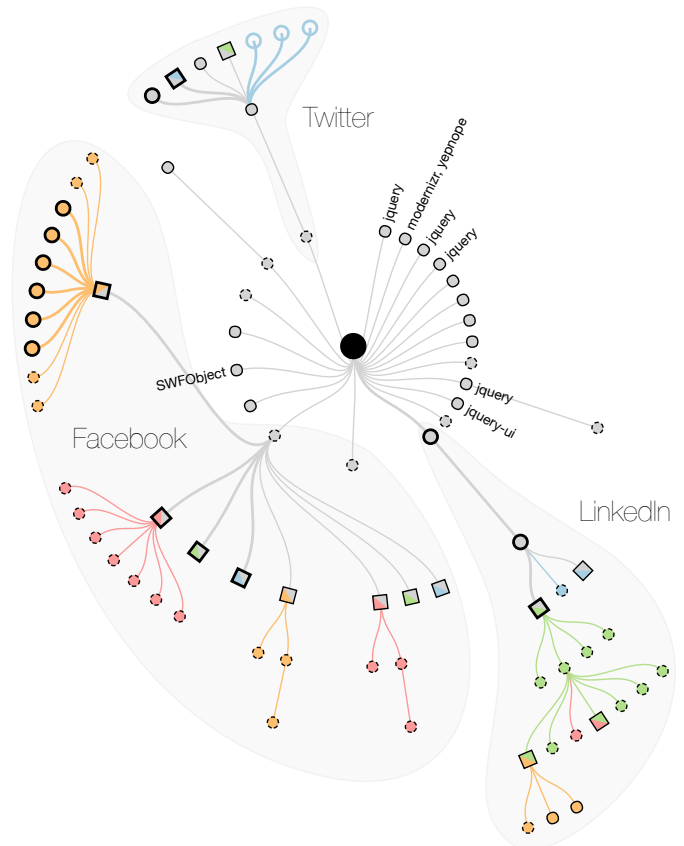 Twitter
jquery
modernizr, yepnope
jquery
jquery
SWFObject
jquery
jquery-ui
Facebook
LinkedIn